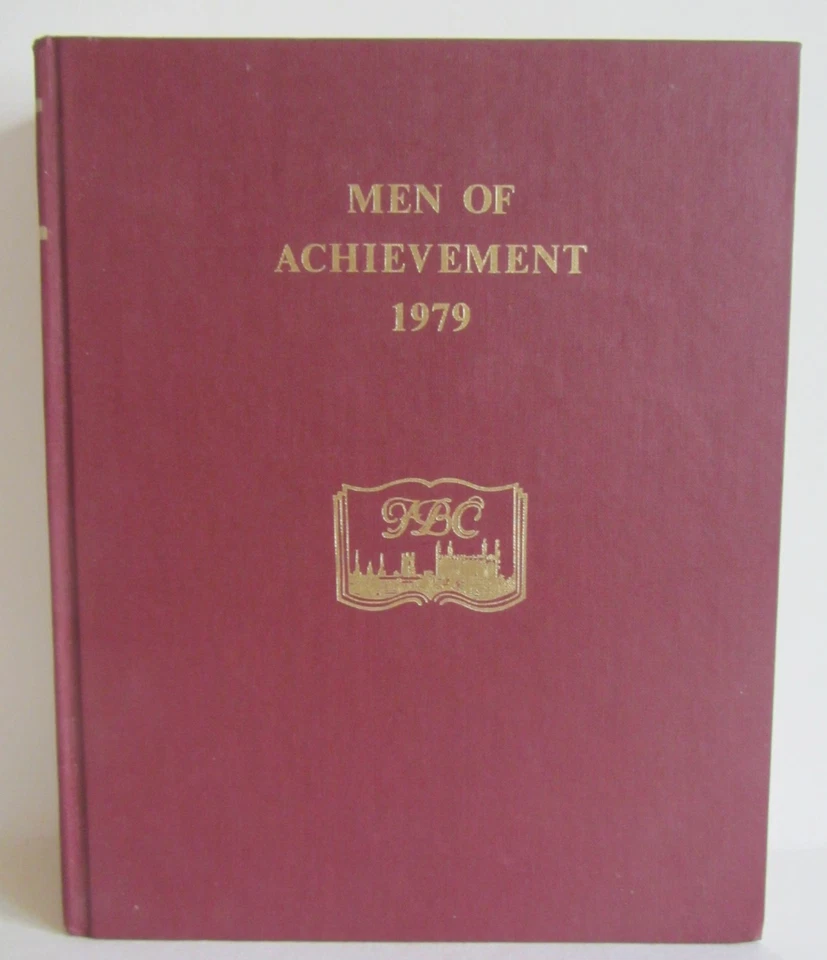 MEN OF
ACHIEVEMENT
1979
IBC